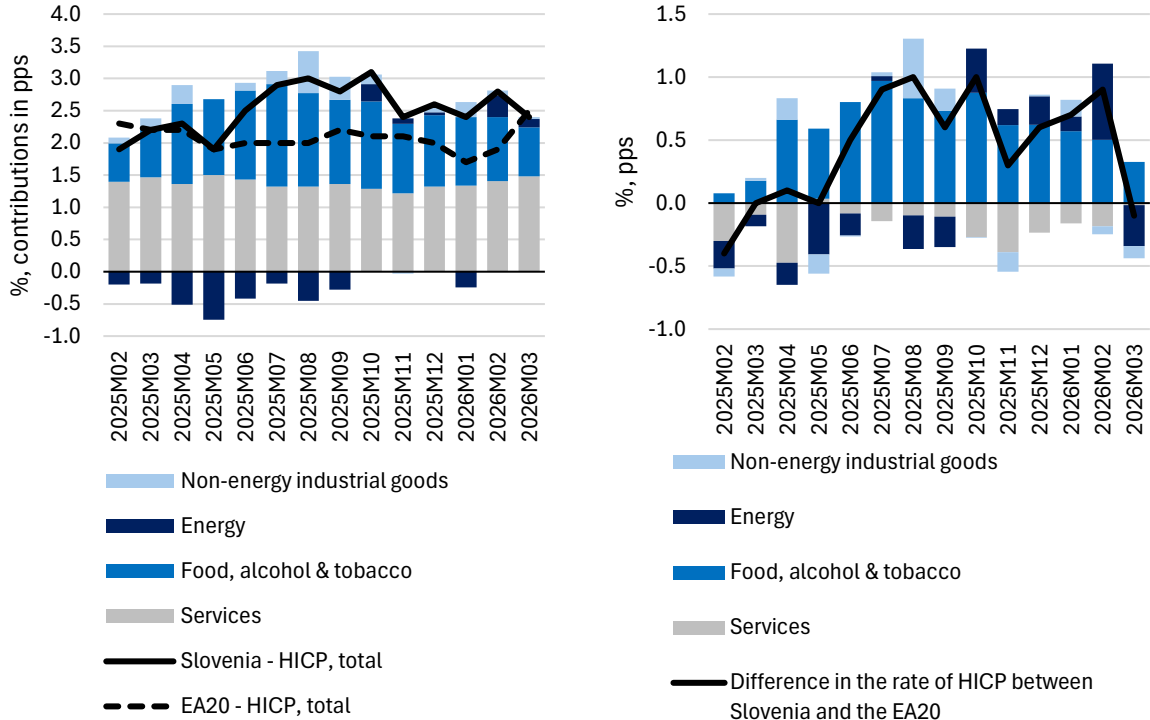 %, contributions in pps
4.0
3.5
3.0
2.5
2.0
1.5
1.0
0.5
0.0
-0.5
-1.0
2025M02
2025M03
2025M04
2025M05
2025M06
2025M07
2025M08
2025M09
2025M10
2025M11
2025M12
2026M01
2026M02
2026M03
Non-energy industrial goods
Energy
Food, alcohol & tobacco
Services
Slovenia - HICP, total
EA20 - HICP, total
%, pps
1.5
1.0
0.5
0.0
-0.5
-1.0
2025M02
2025M03
2025M04
2025M05
2025M06
2025M07
2025M08
2025M09
2025M10
2025M11
2025M12
2026M01
2026M02
2026M03
Non-energy industrial goods
Energy
Food, alcohol & tobacco
Services
Difference in the rate of HICP between
Slovenia and the EA20